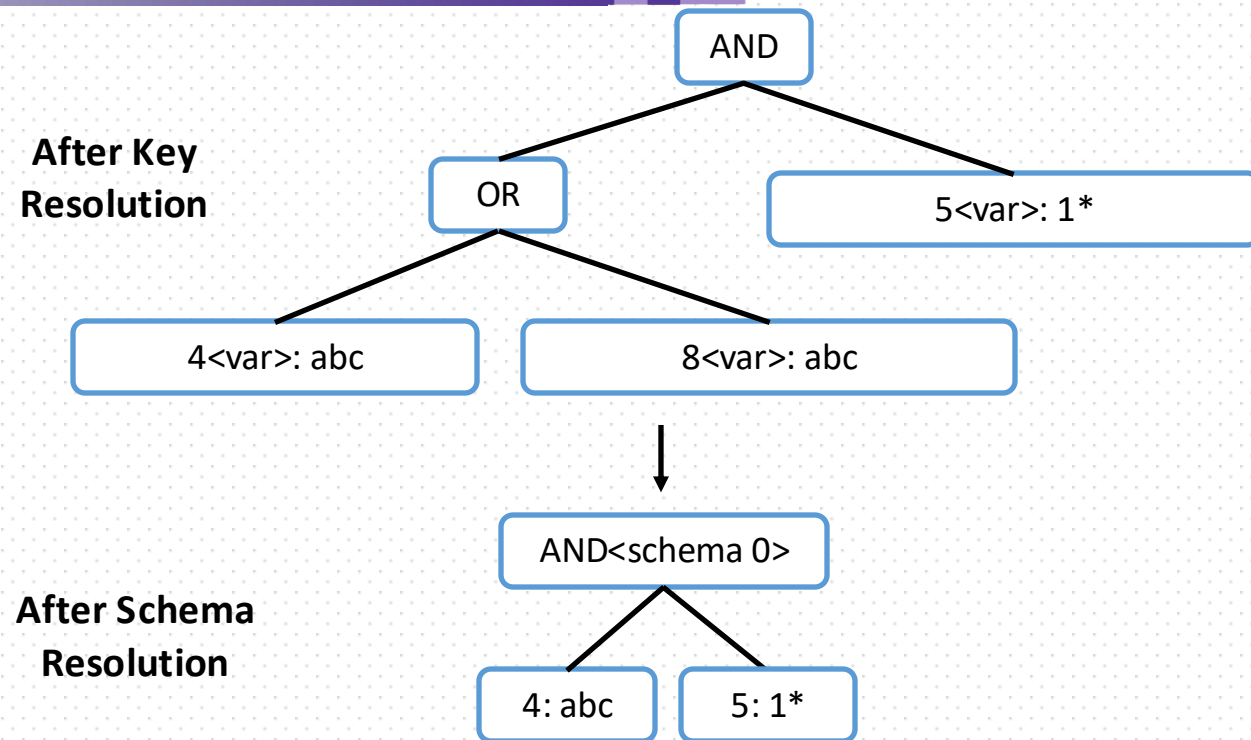 AND
After Key
Resolution
OR
5<var>: 1*
4<var>: abc
8<var>: abc
AND<schema 0>
After Schema
Resolution
4: abc
5: 1*